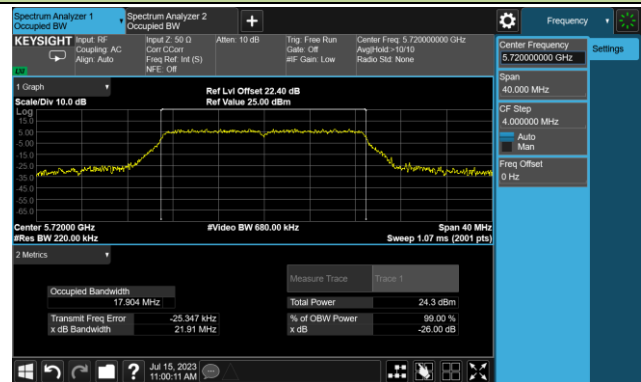 Spectrum Analyzer 1
Occupied BW
Spectrum Analyzer 2
Occupied BW
Frequency
KEYSIGHT
Input: RF
Coupling: AC
Align: Auto
Input Z: 50 Ω
Corr CCorr
Freq Ref: Int (S)
NFE: Off
Atten: 10 dB
Trig: Free Run
Gate: Off
#IF Gain: Low
Center Freq: 5.720000000 GHz
Avg|Hold:>10/10
Radio Std: None
Center Frequency
5.720000000 GHz
Settings
Span
40.000 MHz
CF Step
4.000000 MHz
Auto
Man
Freq Offset
0 Hz
1 Graph
Scale/Div 10.0 dB
Ref Lvl Offset 22.40 dB
Ref Value 25.00 dBm
Log
15.0
5.00
-5.00
-15.0
-25.0
-35.0
-45.0
-55.0
-65.0
Center 5.72000 GHz
#Video BW 680.00 kHz
Span 40 MHz
#Res BW 220.00 kHz
Sweep 1.07 ms (2001 pts)
2 Metrics
Measure Trace
Trace 1
Occupied Bandwidth
17.904 MHz
Total Power
24.3 dBm
Transmit Freq Error
-25.347 kHz
% of OBW Power
99.00 %
x dB Bandwidth
21.91 MHz
x dB
-26.00 dB
Jul 15, 2023
11:00:11 AM